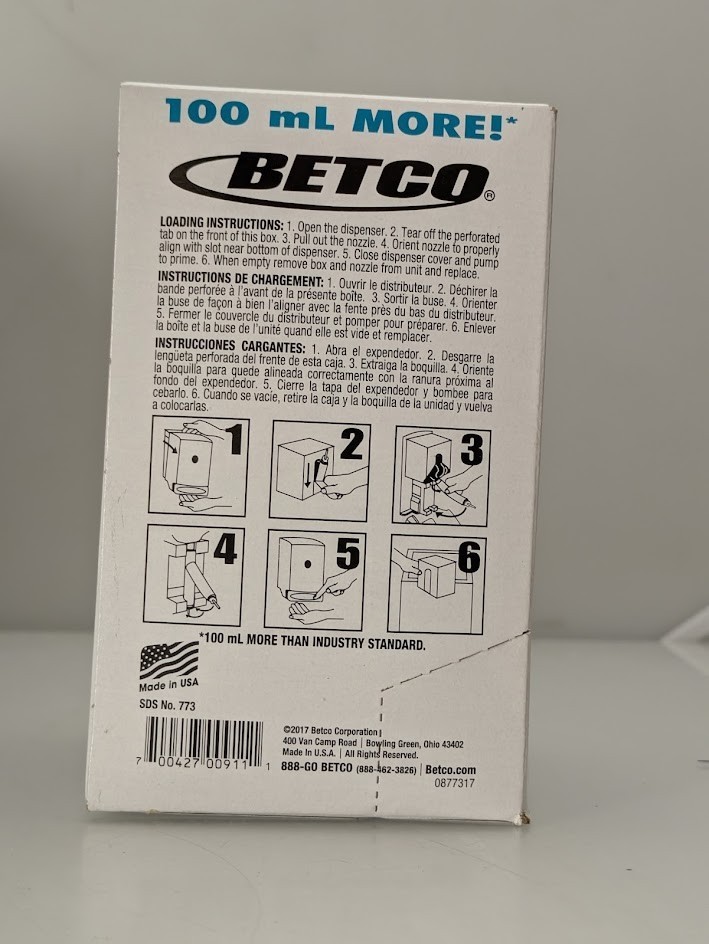 100 mL MORE!*
BETCO®
LOADING INSTRUCTIONS: 1. Open the dispenser. 2. Tear off the perforated
tab on the front of this box. 3. Pull out the nozzle. 4. Orient nozzle to properly
align with slot near bottom of dispenser. 5. Close dispenser cover and pump
to prime. 6. When empty remove box and nozzle from unit and replace.
INSTRUCTIONS DE CHARGEMENT: 1. Ouvrir le distributeur. 2. Déchirer la
bande perforée à l'avant de la présente boîte. 3. Sortir la buse. 4. Orienter
la buse de façon à bien l'aligner avec la fente près du bas du distributeur.
5. Fermer le couvercle du distributeur et pomper pour préparer. 6. Enlever
la boîte et la buse de l'unité quand elle est vide et remplacer.
INSTRUCCIONES CARGANTES: 1. Abra el expendedor. 2. Desgarre la
lengüeta perforada del frente de esta caja. 3. Extraiga la boquilla. 4. Oriente
la boquilla para quede alineada correctamente con la ranura próxima al
fondo del expendedor. 5. Cierre la tapa del expendedor y bombee para
cebarlo. 6. Cuando se vacíe, retire la caja y la boquilla de la unidad y vuelva
a colocarlas.
1
2
3
4
5
6
*100 mL MORE THAN INDUSTRY STANDARD.
Made in USA
SDS No. 773
7 00427 00911 1
©2017 Betco Corporation
400 Van Camp Road | Bowling Green, Ohio 43402
Made In U.S.A. | All Rights Reserved.
888-GO BETCO (888-462-3826) | Betco.com
0877317